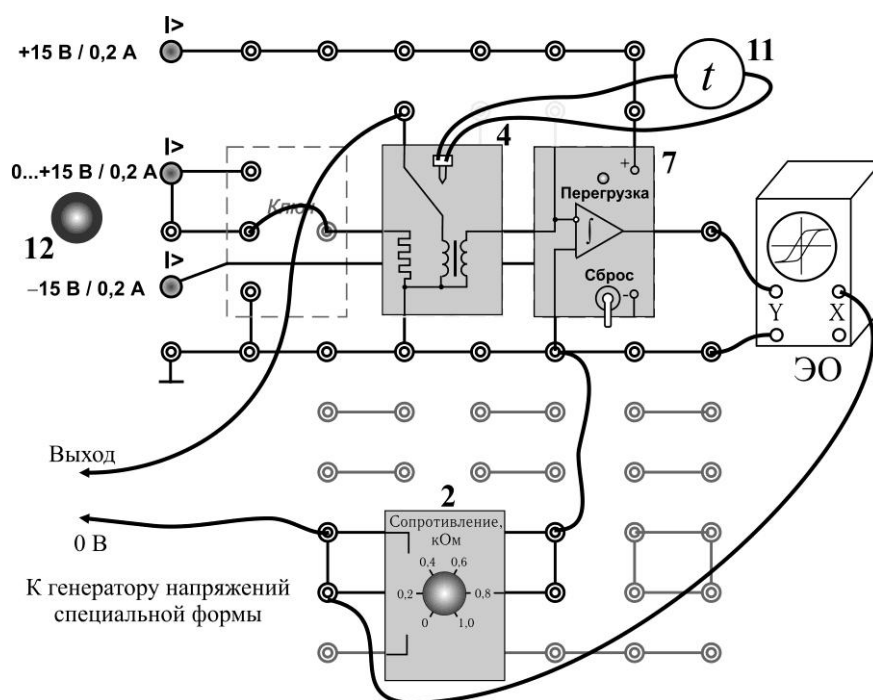 I>
+15 В / 0,2 А
11
t
4
I>
0...+15 В / 0,2 А
7
+
Перегрузка
Ключ
∫
12
I>
–15 В / 0,2 А
Сброс
-
Y
X
ЭО
Выход
2
Сопротивление,
кОм
0 В
0,4
0,6
0,2
0,8
0
1,0
К генератору напряжений
специальной формы